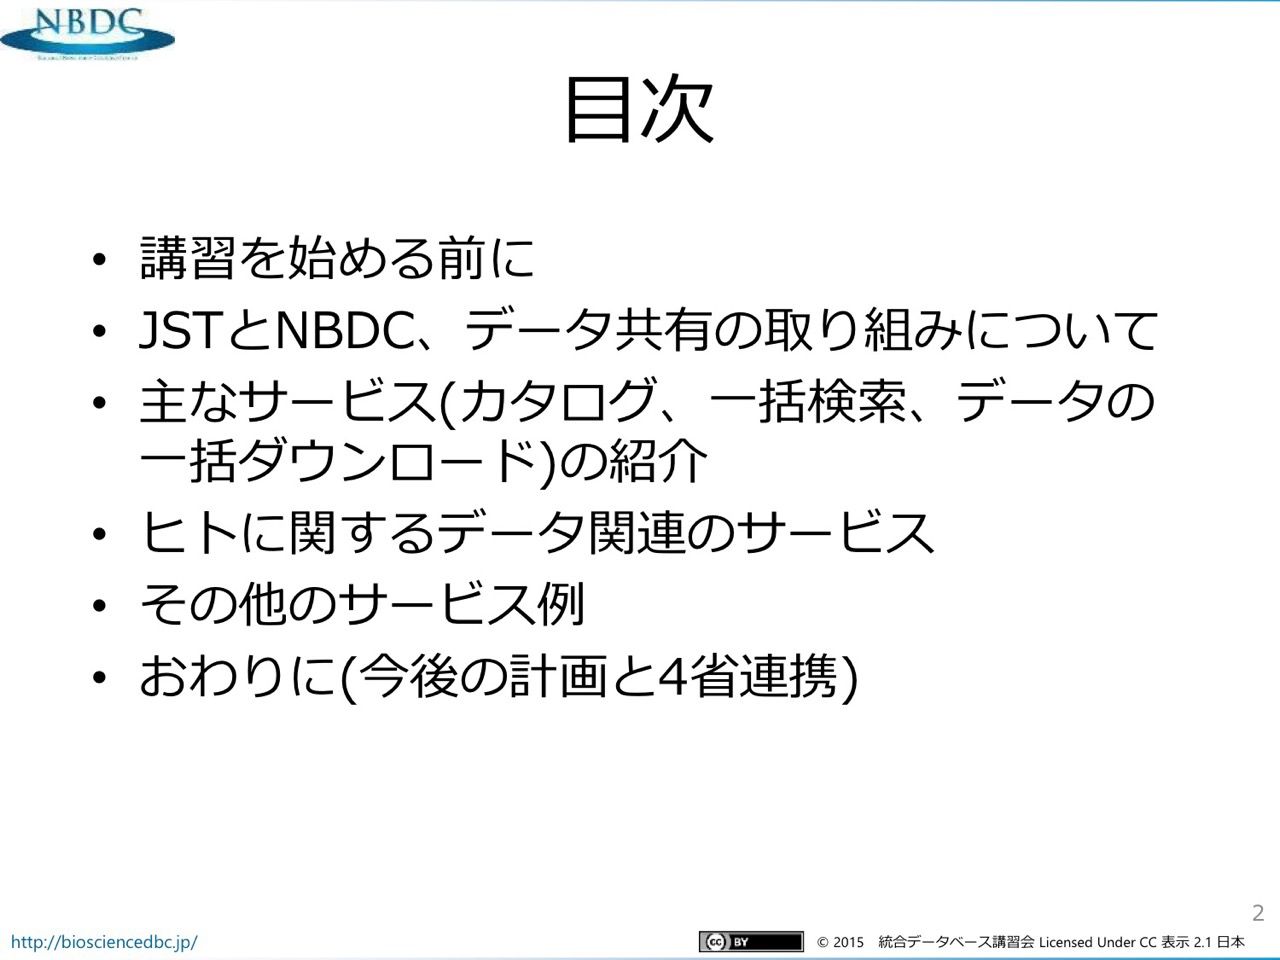 NBDC
目次
• 講習を始める前に
• JSTとNBDC、データ共有の取り組みについて
• 主なサービス(カタログ、一括検索、データの
一括ダウンロード)の紹介
• ヒトに関するデータ関連のサービス
• その他のサービス例
• おわりに(今後の計画と4省連携)
2
http://biosciencedbc.jp/
cc BY
© 2015 統合データベース講習会 Licensed Under CC 表示 2.1 日本